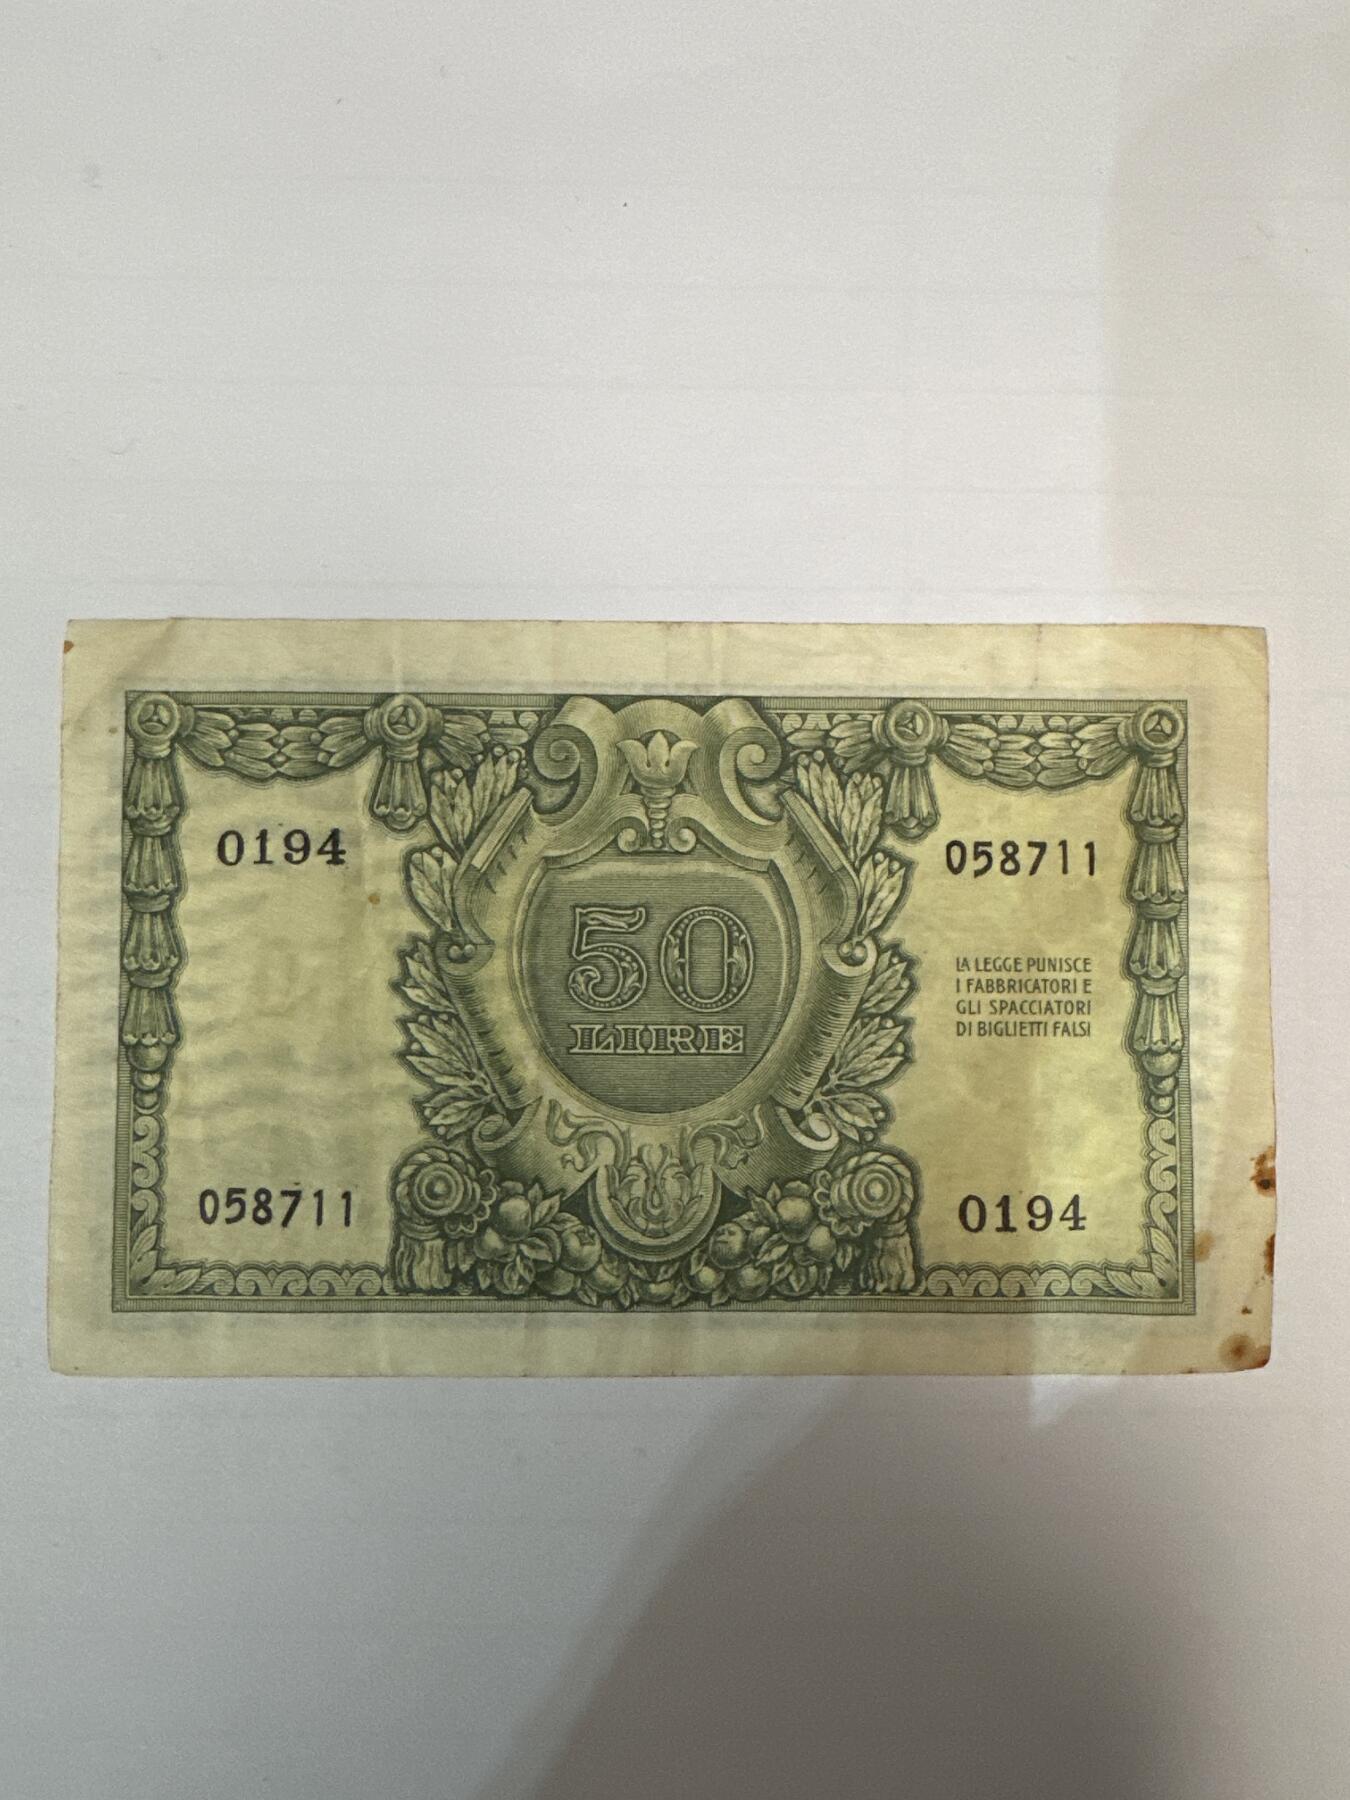 0194
058711
50
LIRE
LA LEGGE PUNISCE
I FABBRICATORI E
GLI SPACCIATORI
DI BIGLIETTI FALSI
058711
0194